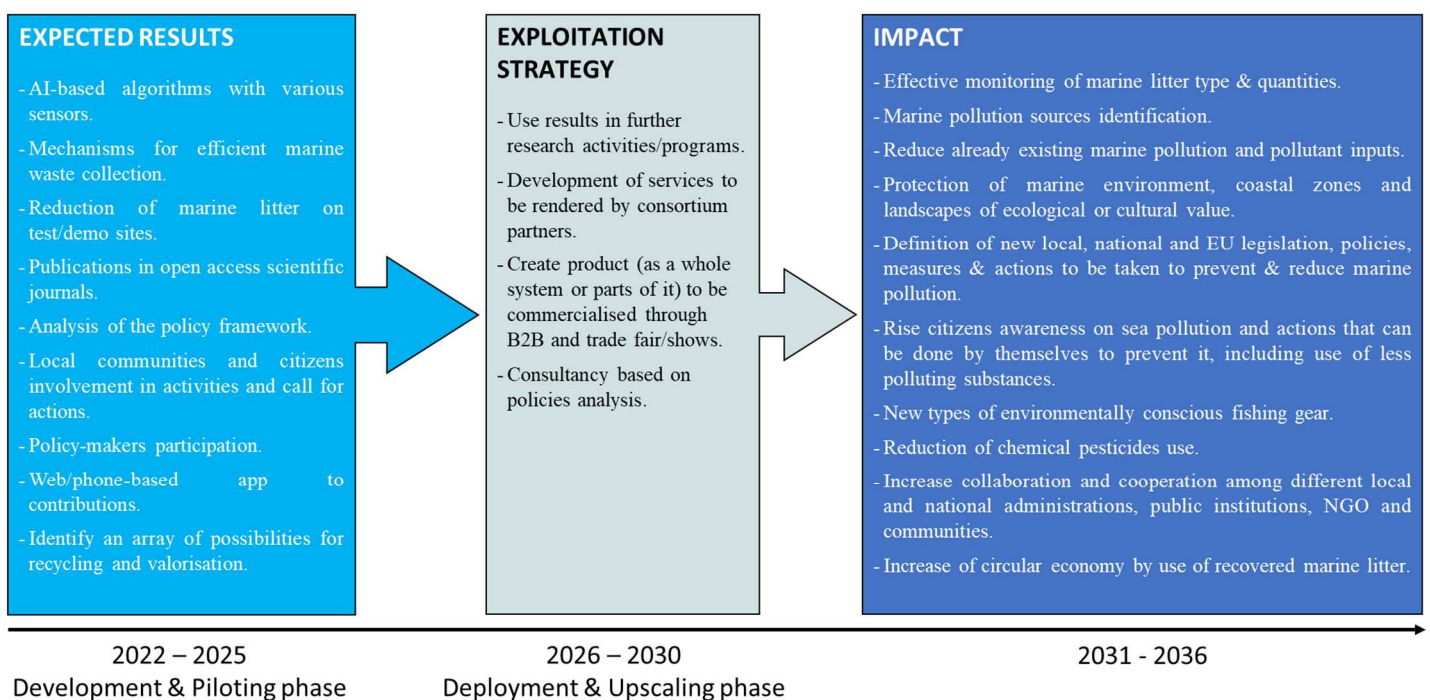 EXPECTED RESULTS
- AI-based algorithms with various
sensors.
- Mechanisms for efficient marine
waste collection.
- Reduction of marine litter on
test/demo sites.
- Publications in open access scientific
journals.
- Analysis of the policy framework.
- Local communities and citizens
involvement in activities and call for
actions.
- Policy-makers participation.
- Web/phone-based app to
contributions.
- Identify an array of possibilities for
recycling and valorisation.
EXPLOITATION
STRATEGY
- Use results in further
research activities/programs.
- Development of services to
be rendered by consortium
partners.
- Create product (as a whole
system or parts of it) to be
commercialised through
B2B and trade fair/shows.
- Consultancy based on
policies analysis.
IMPACT
- Effective monitoring of marine litter type & quantities.
- Marine pollution sources identification.
- Reduce already existing marine pollution and pollutant inputs.
- Protection of marine environment, coastal zones and
landscapes of ecological or cultural value.
- Definition of new local, national and EU legislation, policies,
measures & actions to be taken to prevent & reduce marine
pollution.
- Rise citizens awareness on sea pollution and actions that can
be done by themselves to prevent it, including use of less
polluting substances.
- New types of environmentally conscious fishing gear.
- Reduction of chemical pesticides use.
- Increase collaboration and cooperation among different local
and national administrations, public institutions, NGO and
communities.
- Increase of circular economy by use of recovered marine litter.
2022 – 2025
Development & Piloting phase
2026 – 2030
Deployment & Upscaling phase
2031 - 2036